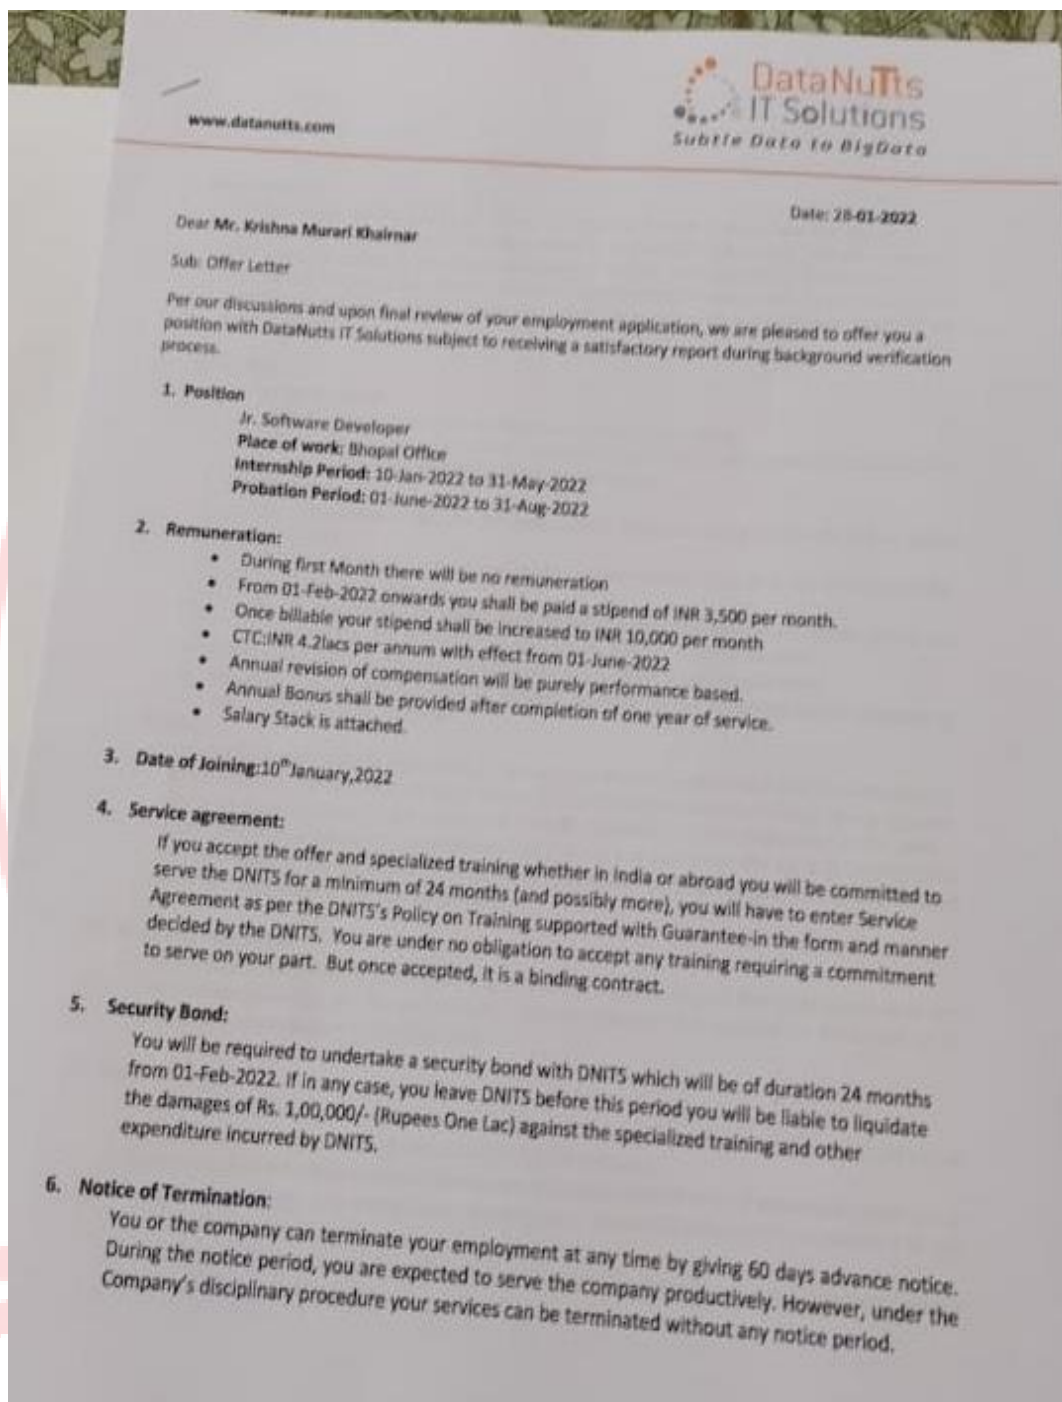 DataNuTts
IT Solutions
Subtle Data to BigData
www.datanutts.com
Date: 28-01-2022
Dear Mr. Krishna Murari Khairnar
Sub: Offer Letter
Per our discussions and upon final review of your employment application, we are pleased to offer you a
position with DataNutts IT Solutions subject to receiving a satisfactory report during background verification
process.
1. Position
Jr. Software Developer
Place of work: Bhopal Office
Internship Period: 10-Jan-2022 to 31-May-2022
Probation Period: 01-June-2022 to 31-Aug-2022
2. Remuneration:
• During first Month there will be no remuneration
• From 01-Feb-2022 onwards you shall be paid a stipend of INR 3,500 per month.
• Once billable your stipend shall be increased to INR 10,000 per month
• CTC:INR 4.2lacs per annum with effect from 01-June-2022
• Annual revision of compensation will be purely performance based.
• Annual Bonus shall be provided after completion of one year of service.
• Salary Stack is attached.
3. Date of Joining:10th January,2022
4. Service agreement:
If you accept the offer and specialized training whether in India or abroad you will be committed to
serve the DNITS for a minimum of 24 months (and possibly more), you will have to enter Service
Agreement as per the DNITS's Policy on Training supported with Guarantee-in the form and manner
decided by the DNITS. You are under no obligation to accept any training requiring a commitment
to serve on your part. But once accepted, it is a binding contract.
5. Security Bond:
You will be required to undertake a security bond with DNITS which will be of duration 24 months
from 01-Feb-2022. If in any case, you leave DNITS before this period you will be liable to liquidate
the damages of Rs. 1,00,000/- (Rupees One Lac) against the specialized training and other
expenditure incurred by DNITS.
6. Notice of Termination:
You or the company can terminate your employment at any time by giving 60 days advance notice.
During the notice period, you are expected to serve the company productively. However, under the
Company's disciplinary procedure your services can be terminated without any notice period.